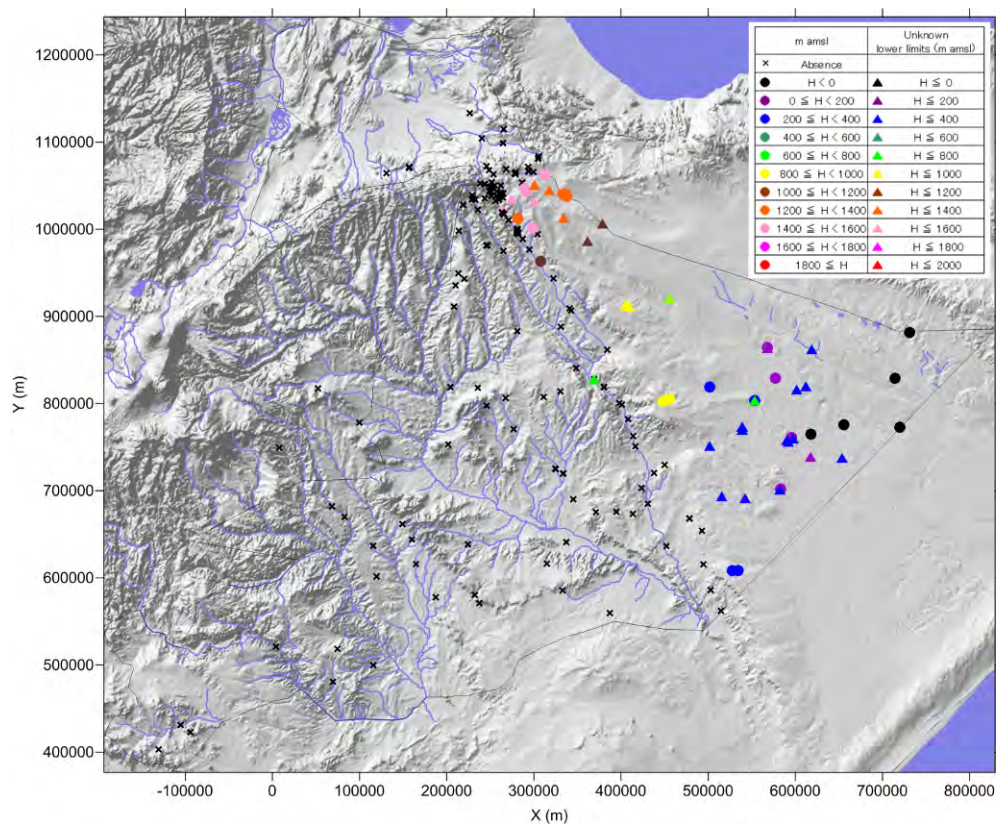 m amsl Unknown lower limits (m amsl)
× Absence
H < 0 H ≦ 0
0 ≦ H < 200 H ≦ 200
200 ≦ H < 400 H ≦ 400
400 ≦ H < 600 H ≦ 600
600 ≦ H < 800 H ≦ 800
800 ≦ H < 1000 H ≦ 1000
1000 ≦ H < 1200 H ≦ 1200
1200 ≦ H < 1400 H ≦ 1400
1400 ≦ H < 1600 H ≦ 1600
1600 ≦ H < 1800 H ≦ 1800
1800 ≦ H H ≦ 2000
1200000
1100000
1000000
900000
Y (m)
800000
700000
600000
500000
400000
-100000 0 100000 200000 300000 400000 500000 600000 700000 800000
X (m)